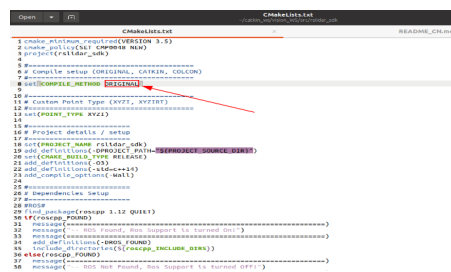 Open
CMakeLists.txt
~/catkin_ws/Vision_WS/src/rslidar_sdk
CMakeLists.txt
README_CN.md
1 cmake_minimum_required(VERSION 3.5)
2 cmake_policy(SET CMP0048 NEW)
3 project(rslidar_sdk)
4
5 #=======================================
6 # Compile setup (ORIGINAL, CATKIN, COLCON)
7 #=======================================
8 set(COMPILE_METHOD ORIGINAL)
9
10 #=======================================
11 # Custom Point Type (XYZI, XYZIRT)
12 #=======================================
13 set(POINT_TYPE XYZI)
14
15 #========================
16 # Project details / setup
17 #========================
18 set(PROJECT_NAME rslidar_sdk)
19 add_definitions(-DPROJECT_PATH="${PROJECT_SOURCE_DIR}")
20 set(CMAKE_BUILD_TYPE RELEASE)
21 add_definitions(-O3)
22 add_definitions(-std=c++14)
23 add_compile_options(-Wall)
24
25 #========================
26 # Dependencies Setup
27 #========================
28 #ROS#
29 find_package(roscpp 1.12 QUIET)
30 if(roscpp_FOUND)
31 message(=============================================================)
32 message("-- ROS Found, Ros Support is turned On!")
33 message(=============================================================)
34 add_definitions(-DROS_FOUND)
35 include_directories(${roscpp_INCLUDE_DIRS})
36 else(roscpp_FOUND)
37 message(=============================================================)
38 message("-- ROS Not Found, Ros Support is turned Off!")